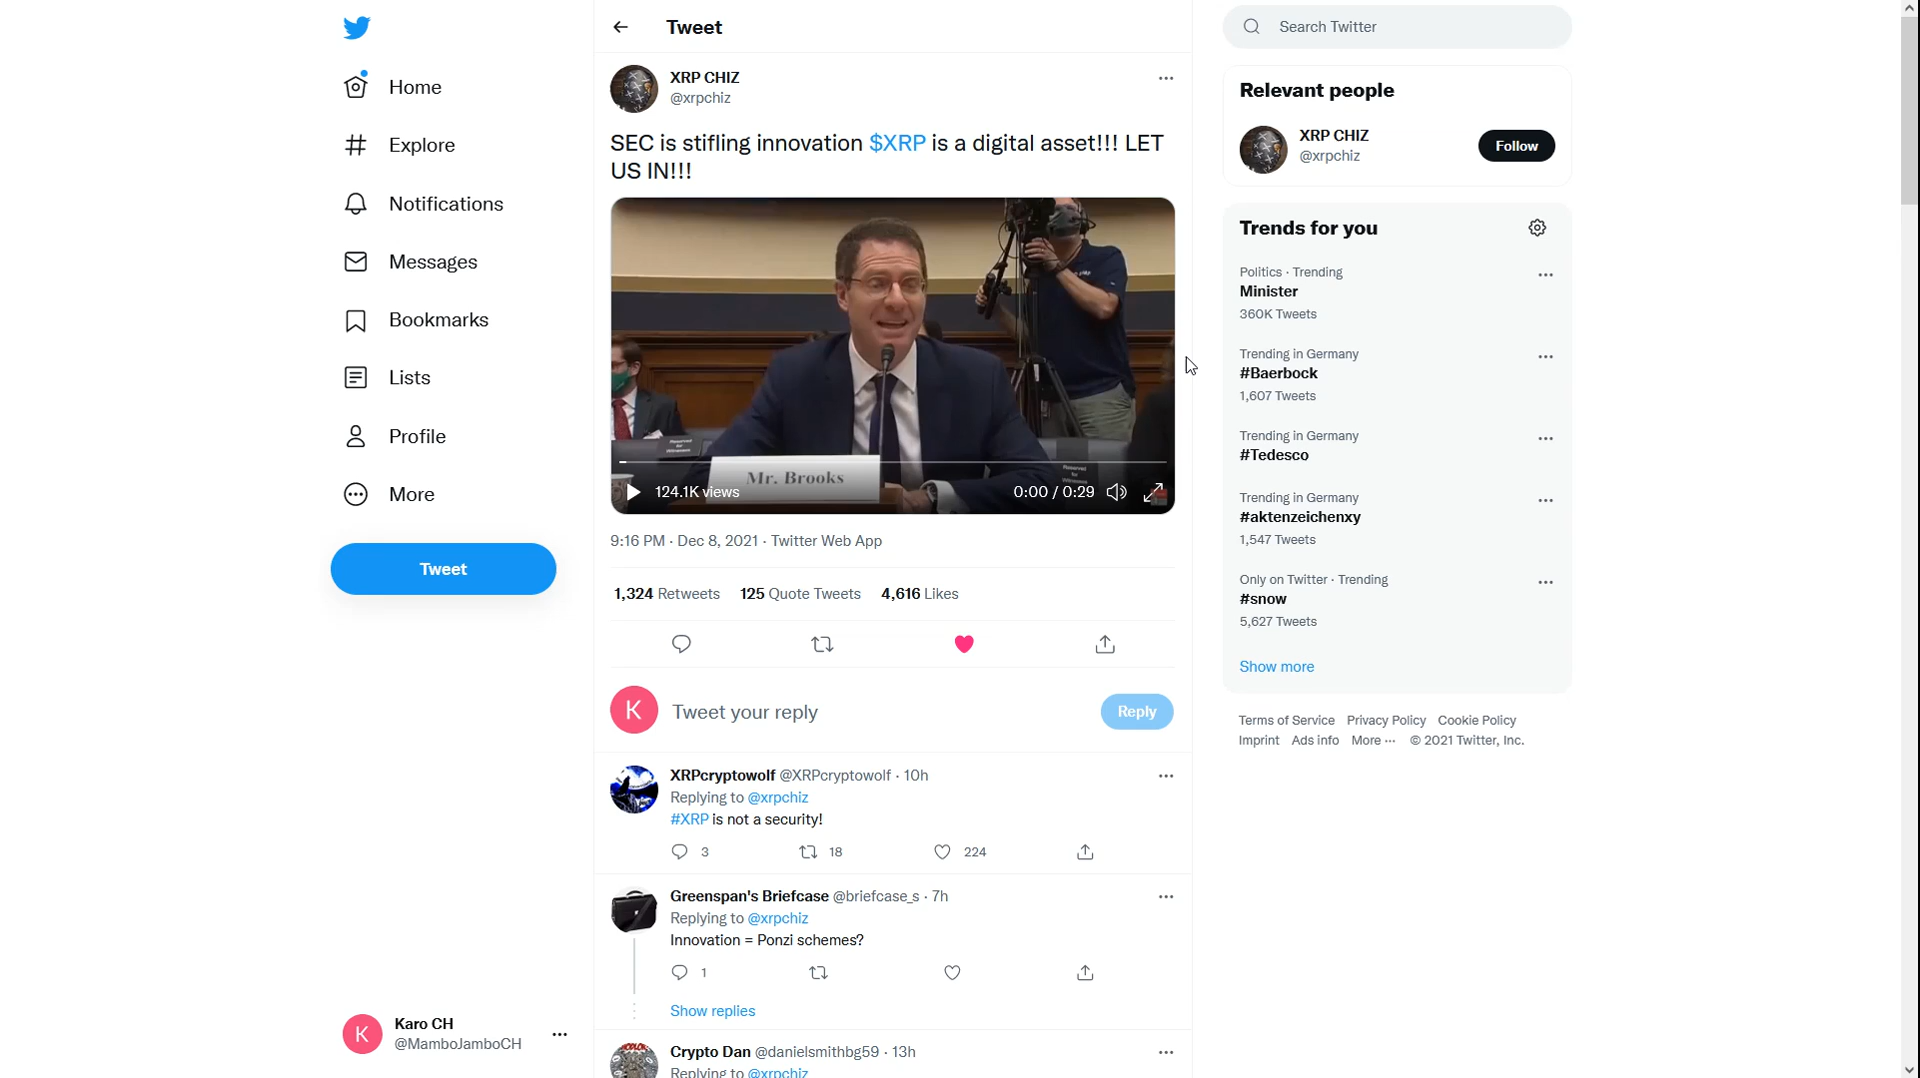 Home
Explore
Notifications
Messages
Bookmarks
Lists
Profile
More
Tweet
K
Karo CH
@MamboJamboCH
Tweet
XRP CHIZ
@xrpchiz
SEC is stifling innovation $XRP is a digital asset!!! LET
US IN!!!
Mr. Brooks
Reserved
for
Witnesses
Reserved
for
Witnesses
124.1K views
0:00 / 0:29
9:16 PM · Dec 8, 2021 · Twitter Web App
1,324 Retweets 125 Quote Tweets 4,616 Likes
K
Tweet your reply
Reply
XRPcryptowolf @XRPcryptowolf · 10h
Replying to @xrpchiz
#XRP is not a security!
3 18 224
Greenspan's Briefcase @briefcase_s · 7h
Replying to @xrpchiz
Innovation = Ponzi schemes?
1
Show replies
Crypto Dan @danielsmithbg59 · 13h
Replying to @xrpchiz
Search Twitter
Relevant people
XRP CHIZ
@xrpchiz
Follow
Trends for you
Politics · Trending
Minister
360K Tweets
Trending in Germany
#Baerbock
1,607 Tweets
Trending in Germany
#Tedesco
Trending in Germany
#aktenzeichenxy
1,547 Tweets
Only on Twitter · Trending
#snow
5,627 Tweets
Show more
Terms of Service Privacy Policy Cookie Policy
Imprint Ads info More ··· © 2021 Twitter, Inc.